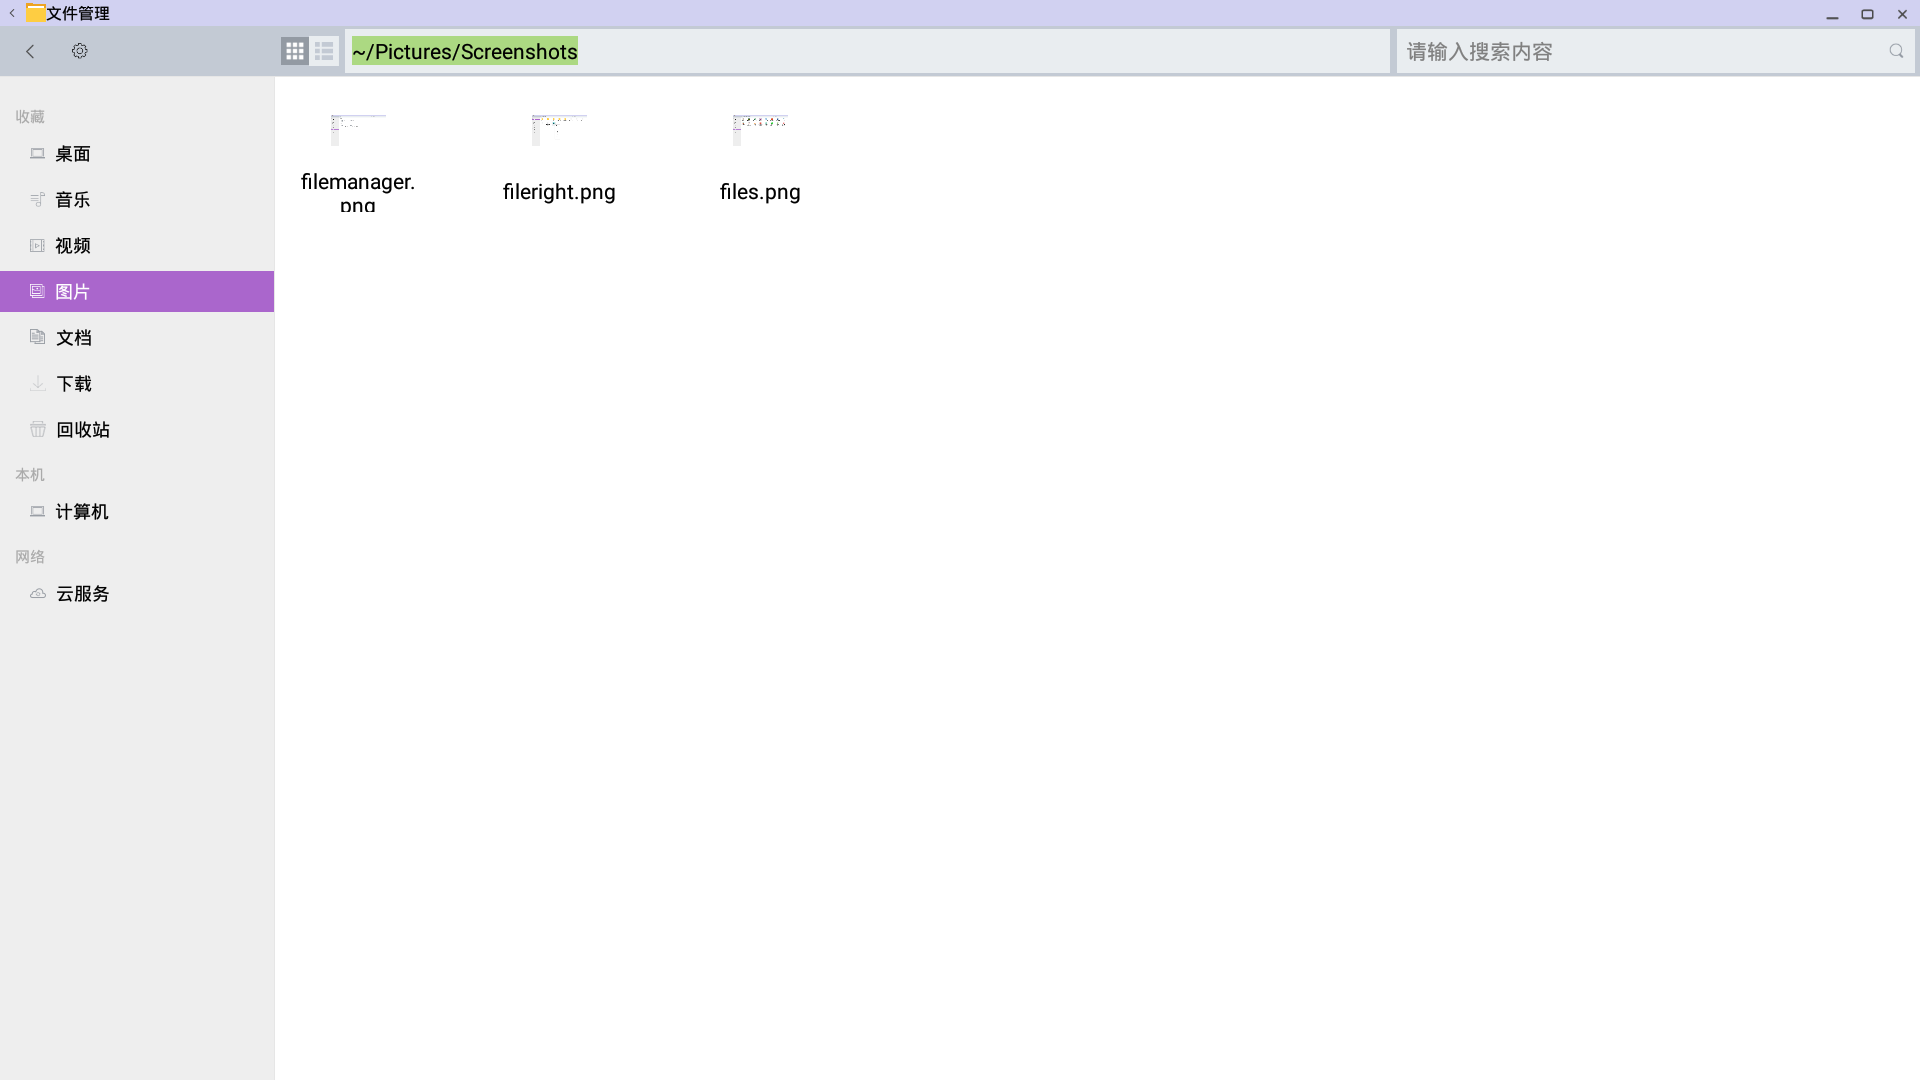 文件管理
~/Pictures/Screenshots
请输入搜索内容
收藏
桌面
音乐
视频
图片
文档
下载
回收站
本机
计算机
网络
云服务
filemanager.
png
fileright.png
files.png